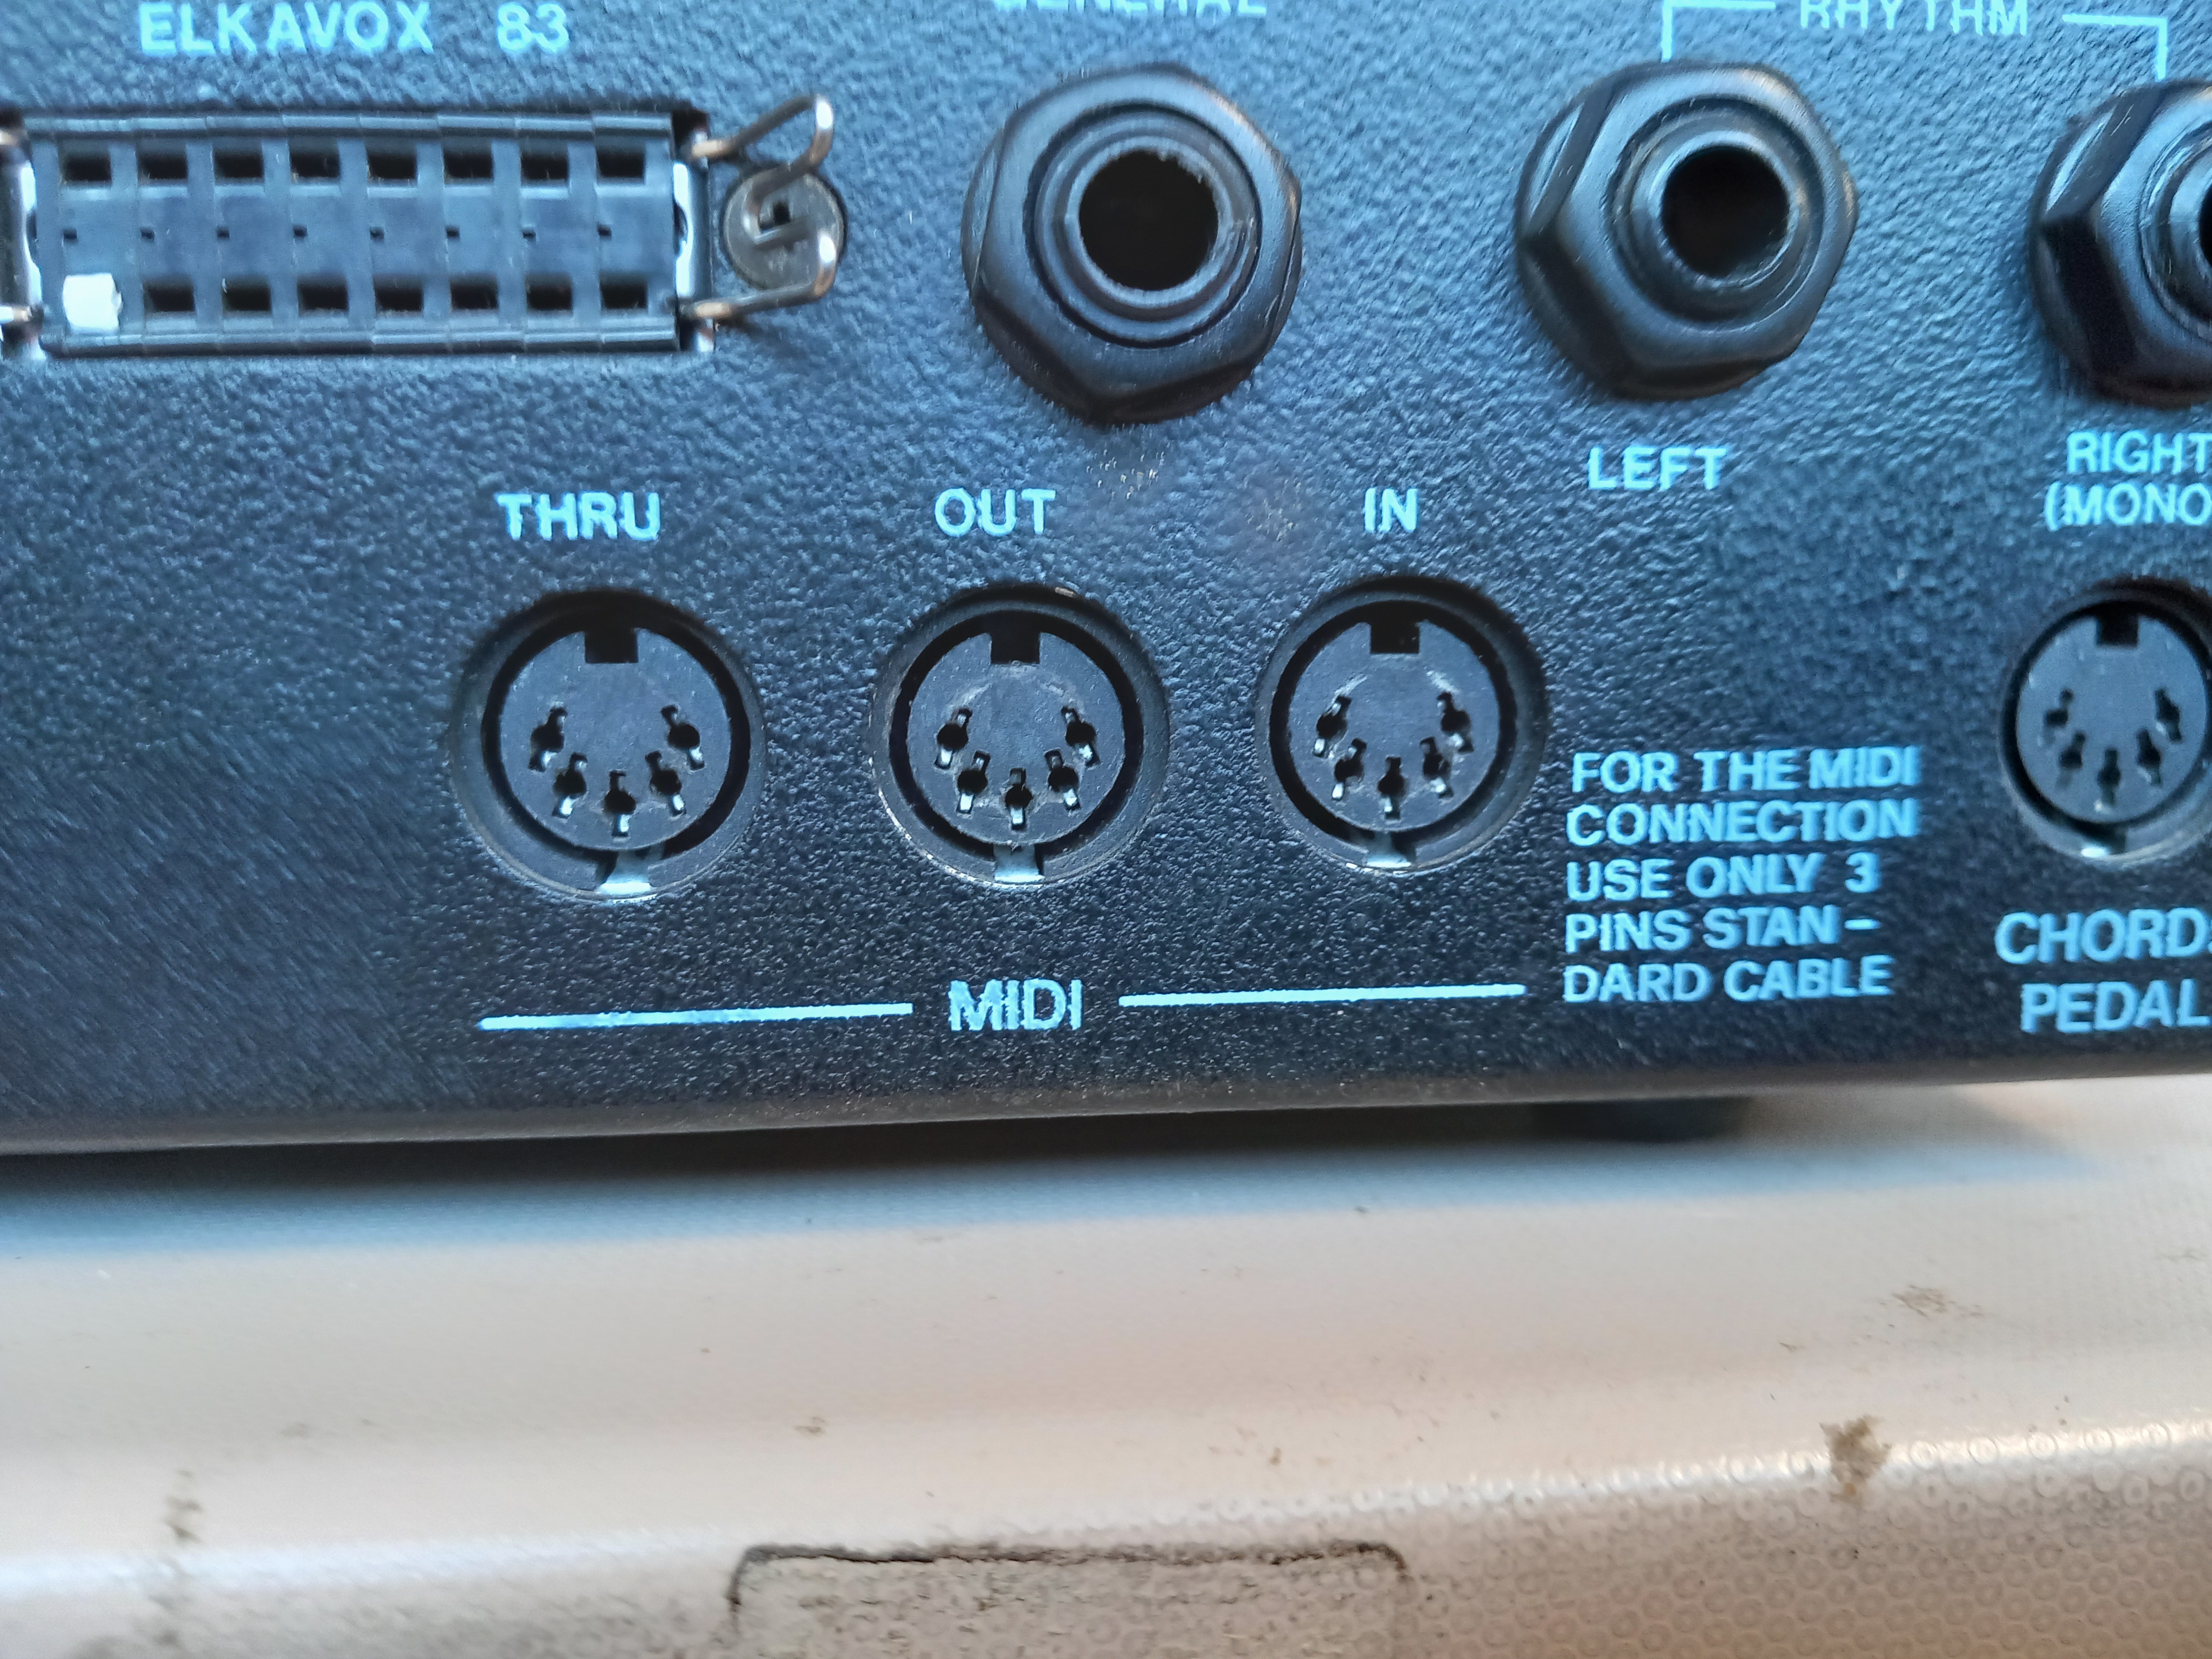 ELKAVOX 83
GENERAL
RHYTHM
LEFT
RIGHT
(MONO
THRU
OUT
IN
FOR THE MIDI
CONNECTION
USE ONLY 3
PINS STAN-
DARD CABLE
MIDI
CHORD
PEDAL